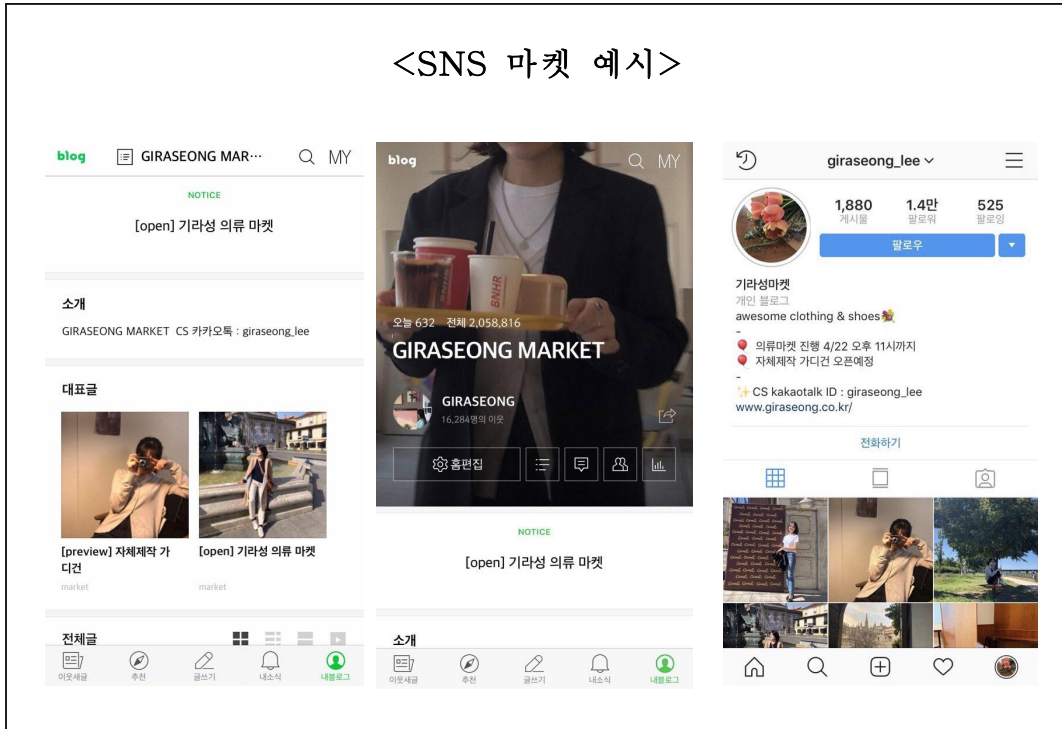 <SNS 마켓 예시>
blog
GIRASEONG MAR⋯
MY
NOTICE
[open] 기라성 의류 마켓
소개
GIRASEONG MARKET CS 카카오톡 : giraseong_lee
대표글
[preview] 자체제작 가
디건
market
[open] 기라성 의류 마켓
market
전체글
이웃새글
추천
글쓰기
내소식
내블로그
blog
MY
BNHR
BNHR
오늘 632 전체 2,058,816
GIRASEONG MARKET
GIRASEONG
16,284명의 이웃
홈편집
NOTICE
[open] 기라성 의류 마켓
소개
이웃새글
추천
글쓰기
내소식
내블로그
giraseong_lee
1,880
게시물
1.4만
팔로워
525
팔로잉
팔로우
기라성마켓
개인 블로그
awesome clothing & shoes💐
-
🎈 의류마켓 진행 4/22 오후 11시까지
🎈 자체제작 가디건 오픈예정
-
✨CS kakaotalk ID : giraseong_lee
www.giraseong.co.kr/
전화하기